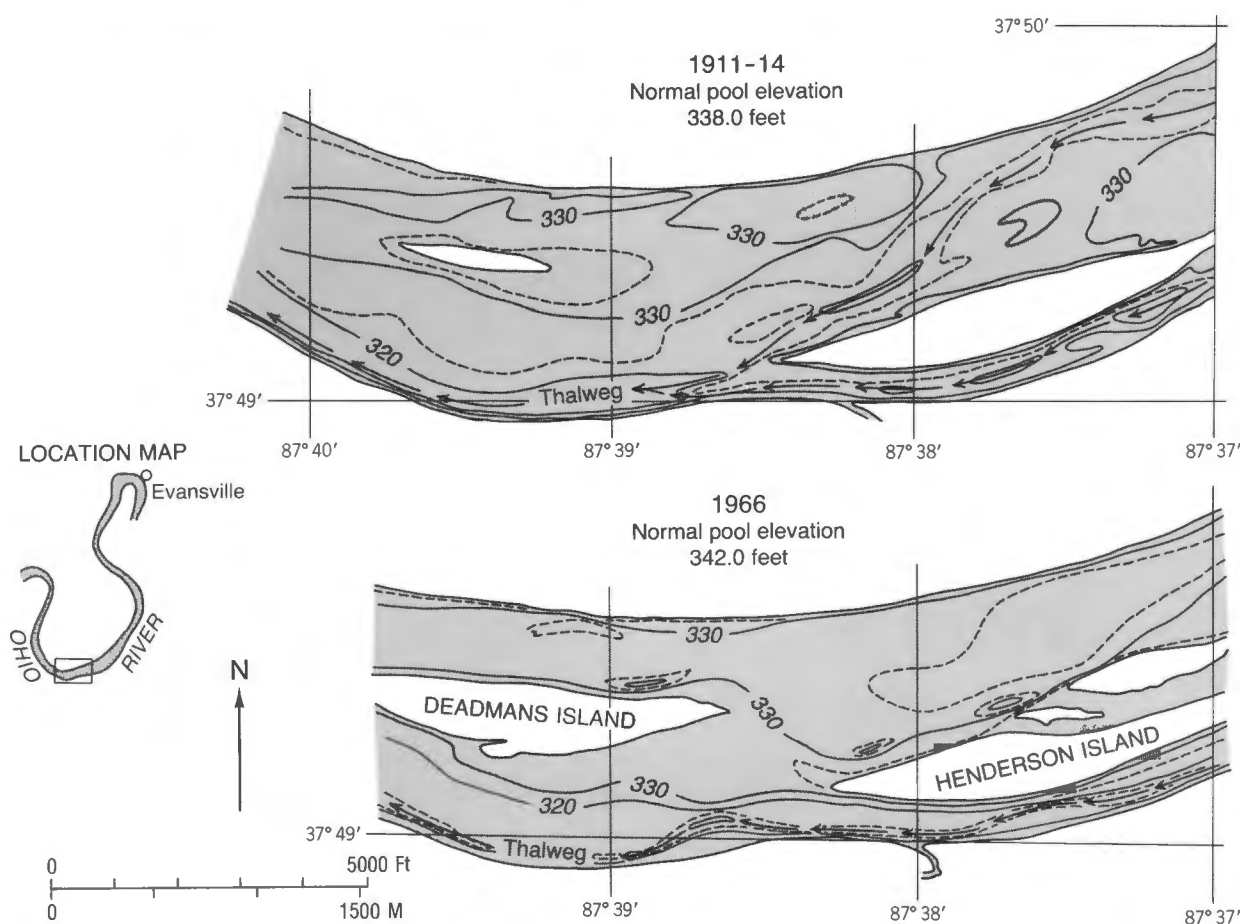 37° 50′
1911-14
Normal pool elevation
338.0 feet
330
330
330
330
320
Thalweg
37° 49′
87° 40′
87° 39′
87° 38′
87° 37′
LOCATION MAP
Evansville
OHIO
RIVER
N
1966
Normal pool elevation
342.0 feet
330
330
DEADMANS ISLAND
HENDERSON ISLAND
330
320
37° 49′
Thalweg
0
5000 Ft
0
1500 M
87° 39′
87° 38′
87° 37′